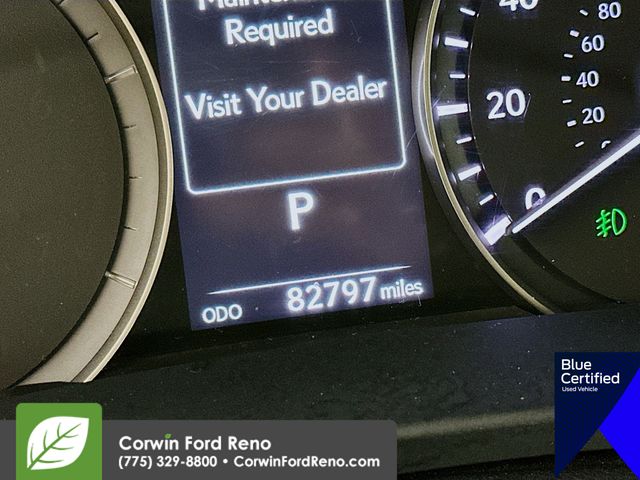 Required
Visit Your Dealer
P
ODO 82797 miles
40
20
0
80
60
40
20
Blue
Certified
Used Vehicle
Corwin Ford Reno
(775) 329-8800 • CorwinFordReno.com